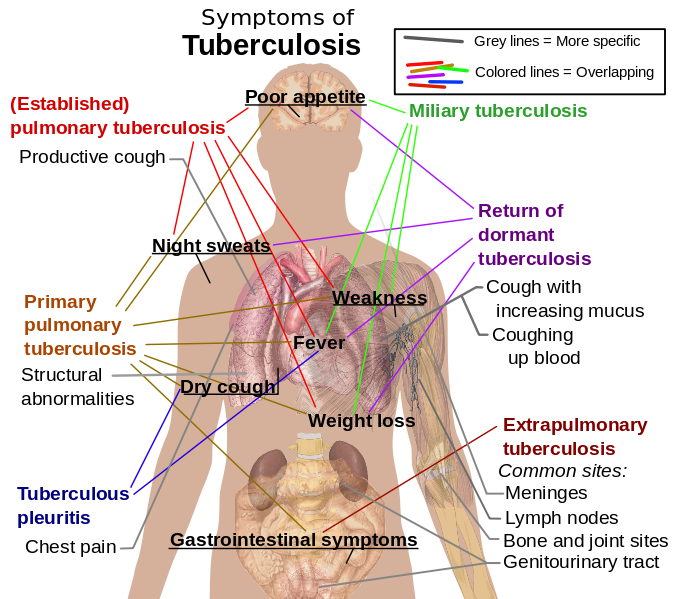 Symptoms of
Tuberculosis
Grey lines = More specific
Colored lines = Overlapping
(Established)
pulmonary tuberculosis
Poor appetite
Miliary tuberculosis
Productive cough
Return of
dormant
tuberculosis
Night sweats
Cough with
increasing mucus
Primary
pulmonary
tuberculosis
Weakness
Coughing
up blood
Fever
Structural
abnormalities
Dry cough
Weight loss
Extrapulmonary
tuberculosis
Common sites:
Meninges
Tuberculous
pleuritis
Lymph nodes
Chest pain
Gastrointestinal symptoms
Bone and joint sites
Genitourinary tract